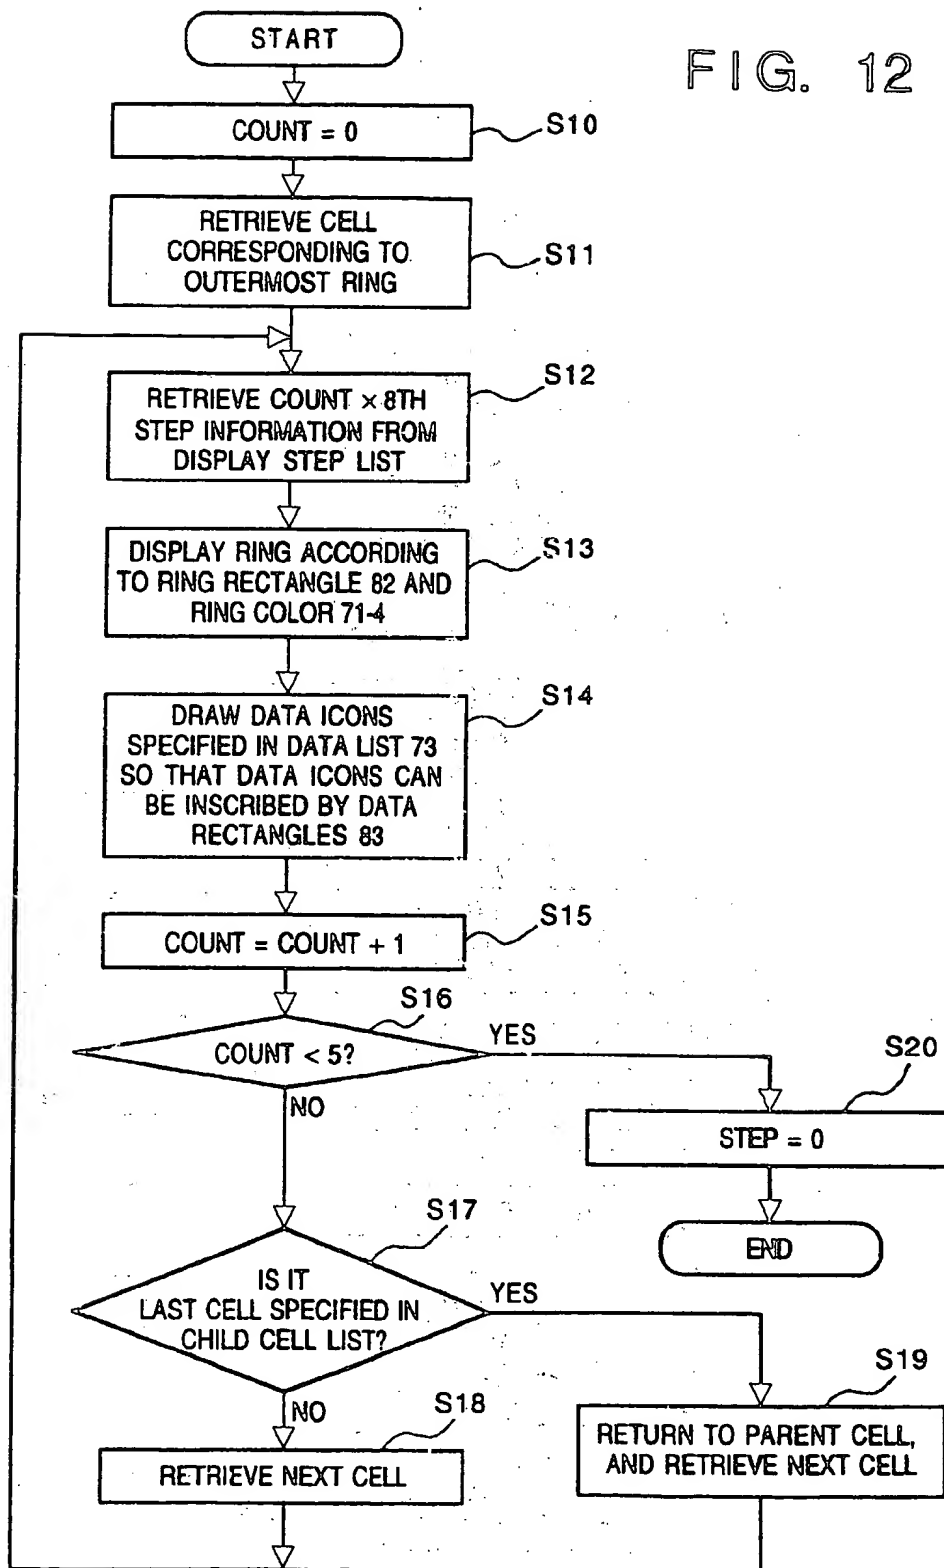 START
FIG. 12
COUNT = 0
S10
RETRIEVE CELL
CORRESPONDING TO
OUTERMOST RING
S11
RETRIEVE COUNT × 8TH
STEP INFORMATION FROM
DISPLAY STEP LIST
S12
DISPLAY RING ACCORDING
TO RING RECTANGLE 82 AND
RING COLOR 71-4
S13
DRAW DATA ICONS
SPECIFIED IN DATA LIST 73
SO THAT DATA ICONS CAN
BE INSCRIBED BY DATA
RECTANGLES 83
S14
COUNT = COUNT + 1
S15
COUNT < 5?
S16
YES
NO
STEP = 0
S20
END
IS IT
LAST CELL SPECIFIED IN
CHILD CELL LIST?
S17
YES
NO
RETRIEVE NEXT CELL
S18
RETURN TO PARENT CELL,
AND RETRIEVE NEXT CELL
S19